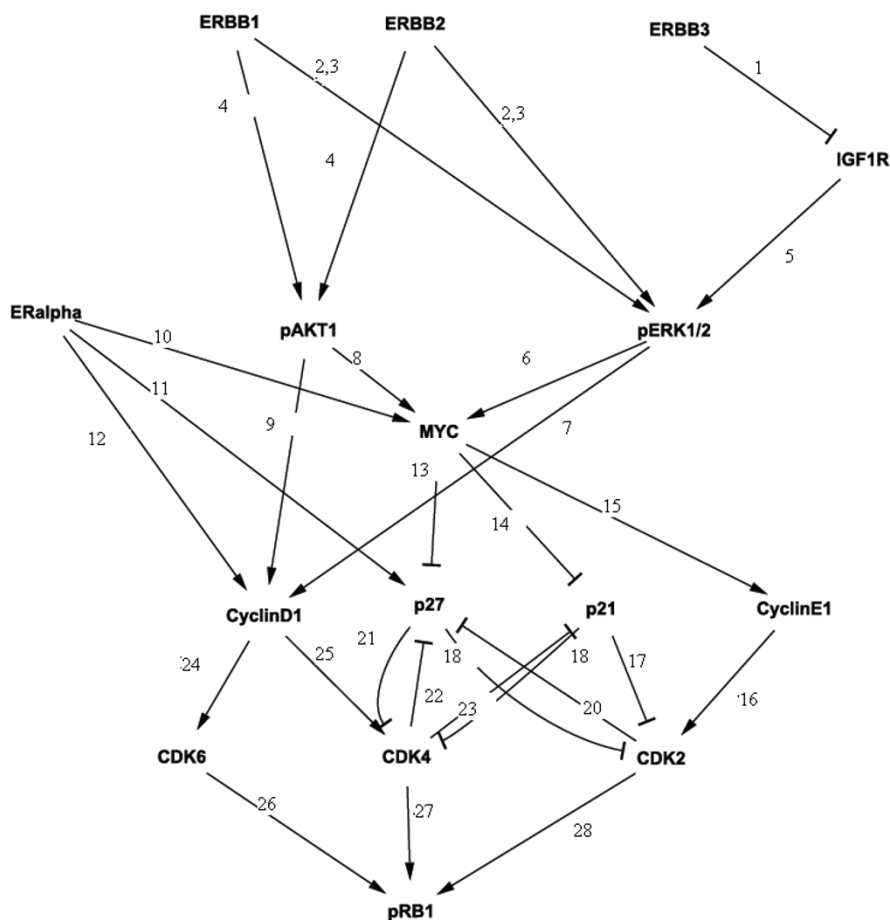 ERBB1
ERBB2
ERBB3
2,3
1
4
2,3
4
IGF1R
5
ERalpha
pAKT1
pERK1/2
10
8
6
11
9
7
12
MYC
13
14
15
CyclinD1
p27
p21
CyclinE1
24
25
21
18
18
17
22
23
20
16
CDK6
CDK4
CDK2
26
27
28
pRB1